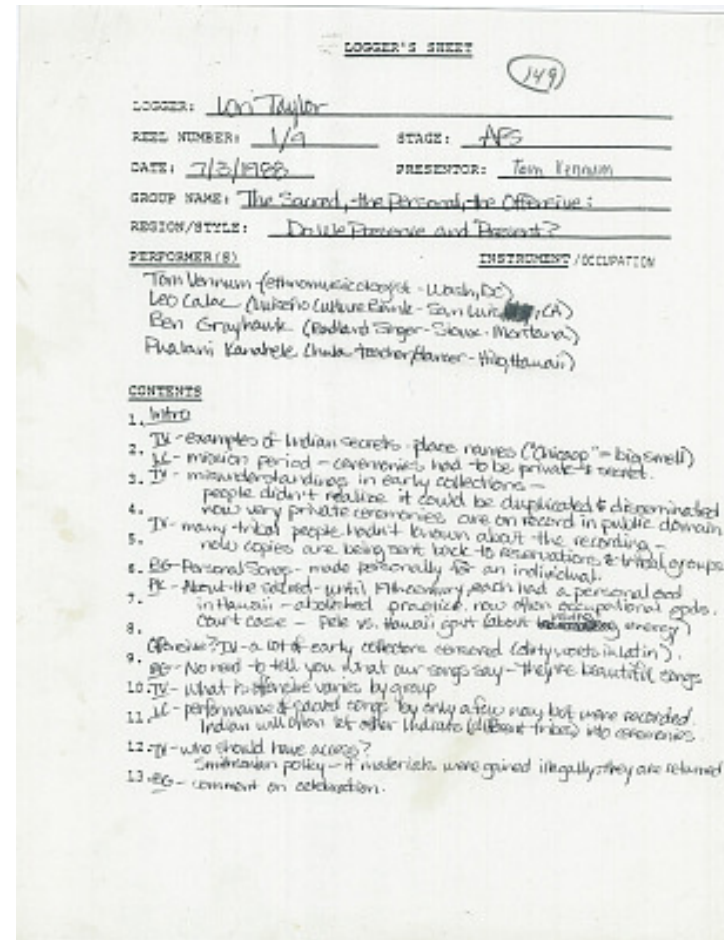 LOGGER'S SHEET
149
LOGGER: Lori Taylor
REEL NUMBER: 1/9 STAGE: AFS
DATE: 7/3/1988 PRESENTOR: Tom Vennum
GROUP NAME: The Sacred, the Personal, the Offensive:
REGION/STYLE: Do We Preserve and Present?
PERFORMER(S) INSTRUMENT/OCCUPATION
Tom Vennum (ethnomusicologist - Wash, DC)
Leo Calac (Luiseño Culture Bank - San Luis, CA)
Ben Grayhawk (Redland Singer - Sioux - Montana)
Phalani Kanahele (hula teacher/dancer - Hilo, Hawaii)
CONTENTS
1. Intro
2. TV - examples of Indian secrets - place names ("Chicago" = big smell)
LC - mission period - ceremonies had to be private & secret.
3. TV - misunderstandings in early collections -
people didn't realize it could be duplicated & disseminated
4. now very private ceremonies are on record in public domain
5. TV - many tribal people hadn't known about the recording -
now copies are being sent back to reservations & tribal groups
6. BG - Personal Songs - made personally for an individual.
7. PK - About the sacred - until 19th century, each had a personal god
in Hawaii - abolished practice, now often occupational gods.
8. Court case - Pele vs. Hawaii govt (about energy)
9. Offensive? TV - a lot of early collectors censored (dirty words in Latin).
BG - No need to tell you what our songs say - they're beautiful songs
10. TV - What is offensive varies by group
11. LC - performance of sacred songs by only a few now but were recorded.
Indian will often let other Indians (different tribes) into ceremonies.
12. TV - who should have access?
Smithsonian policy - if materials were gained illegally, they are returned
13. BG - comment on celebration.